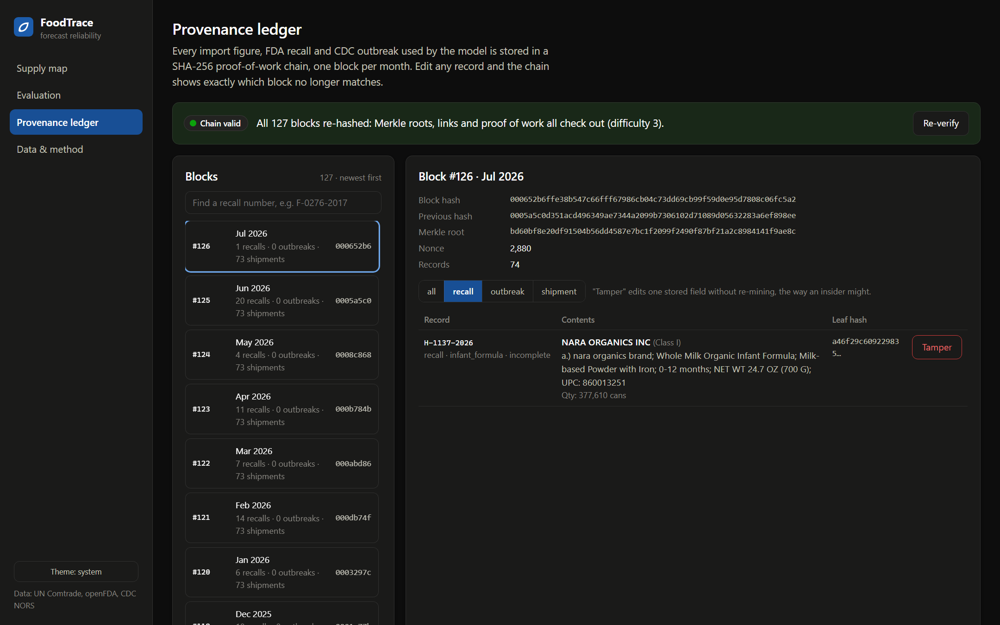 FoodTrace
forecast reliability
Supply map
Evaluation
Provenance ledger
Data & method
Theme: system
Data: UN Comtrade, openFDA, CDC
NORS
Provenance ledger
Every import figure, FDA recall and CDC outbreak used by the model is stored in a
SHA-256 proof-of-work chain, one block per month. Edit any record and the chain
shows exactly which block no longer matches.
Chain valid
All 127 blocks re-hashed: Merkle roots, links and proof of work all check out (difficulty 3).
Re-verify
Blocks
127 · newest first
Find a recall number, e.g. F-0276-2017
#126
Jul 2026
1 recalls · 0 outbreaks ·
73 shipments
000652b6
#125
Jun 2026
20 recalls · 0 outbreaks ·
73 shipments
0005a5c0
#124
May 2026
4 recalls · 0 outbreaks ·
73 shipments
0008c868
#123
Apr 2026
11 recalls · 0 outbreaks ·
73 shipments
000b784b
#122
Mar 2026
7 recalls · 0 outbreaks ·
73 shipments
000abd86
#121
Feb 2026
14 recalls · 0 outbreaks ·
73 shipments
000db74f
#120
Jan 2026
6 recalls · 0 outbreaks ·
73 shipments
0003297c
Dec 2025
Block #126 · Jul 2026
Block hash 000652b6ffe38b547c66fff67986cb04c73dd69cb99f59d0e95d7808c06fc5a2
Previous hash 0005a5c0d351acd496349ae7344a2099b7306102d71089d05632283a6ef898ee
Merkle root bd60bf8e20df91504b56dd4587e7bc1f2099f2490f87bf21a2c8984141f9ae8c
Nonce 2,880
Records 74
all recall outbreak shipment
"Tamper" edits one stored field without re-mining, the way an insider might.
Record Contents Leaf hash
H-1137-2026
recall · infant_formula · incomplete
NARA ORGANICS INC (Class I)
a.) nara organics brand; Whole Milk Organic Infant Formula; Milk-
based Powder with Iron; 0-12 months; NET WT 24.7 OZ (700 G);
UPC: 860013251
Qty: 377,610 cans
a46f29c60922983
5...
Tamper